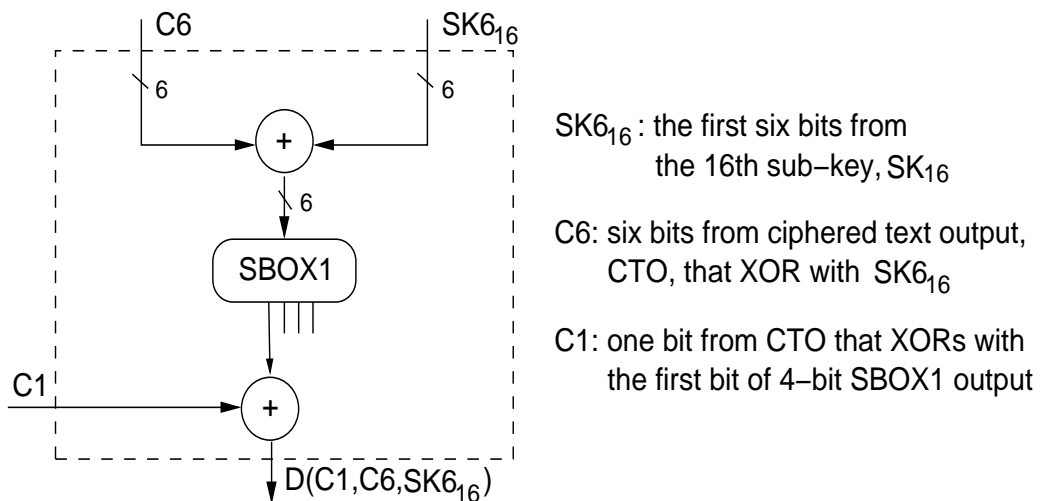 C6
SK6₁₆
6
6
+
6
SBOX1
C1
+
D(C1,C6,SK6₁₆)
SK6₁₆ : the first six bits from
the 16th sub−key, SK₁₆
C6: six bits from ciphered text output,
CTO, that XOR with SK6₁₆
C1: one bit from CTO that XORs with
the first bit of 4−bit SBOX1 output